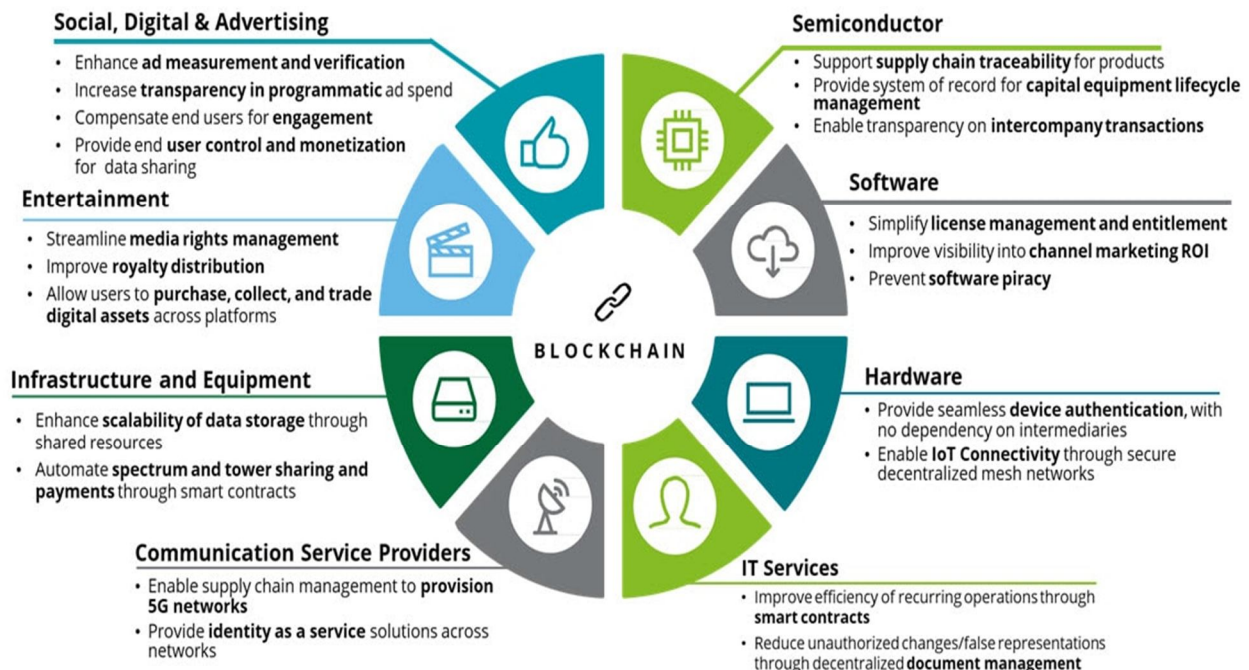 Social, Digital & Advertising
• Enhance ad measurement and verification
• Increase transparency in programmatic ad spend
• Compensate end users for engagement
• Provide end user control and monetization
for data sharing
Entertainment
• Streamline media rights management
• Improve royalty distribution
• Allow users to purchase, collect, and trade
digital assets across platforms
Infrastructure and Equipment
• Enhance scalability of data storage through
shared resources
• Automate spectrum and tower sharing and
payments through smart contracts
Communication Service Providers
• Enable supply chain management to provision
5G networks
• Provide identity as a service solutions across
networks
BLOCKCHAIN
Semiconductor
• Support supply chain traceability for products
• Provide system of record for capital equipment lifecycle
management
• Enable transparency on intercompany transactions
Software
• Simplify license management and entitlement
• Improve visibility into channel marketing ROI
• Prevent software piracy
Hardware
• Provide seamless device authentication, with
no dependency on intermediaries
• Enable IoT Connectivity through secure
decentralized mesh networks
IT Services
• Improve efficiency of recurring operations through
smart contracts
• Reduce unauthorized changes/false representations
through decentralized document management